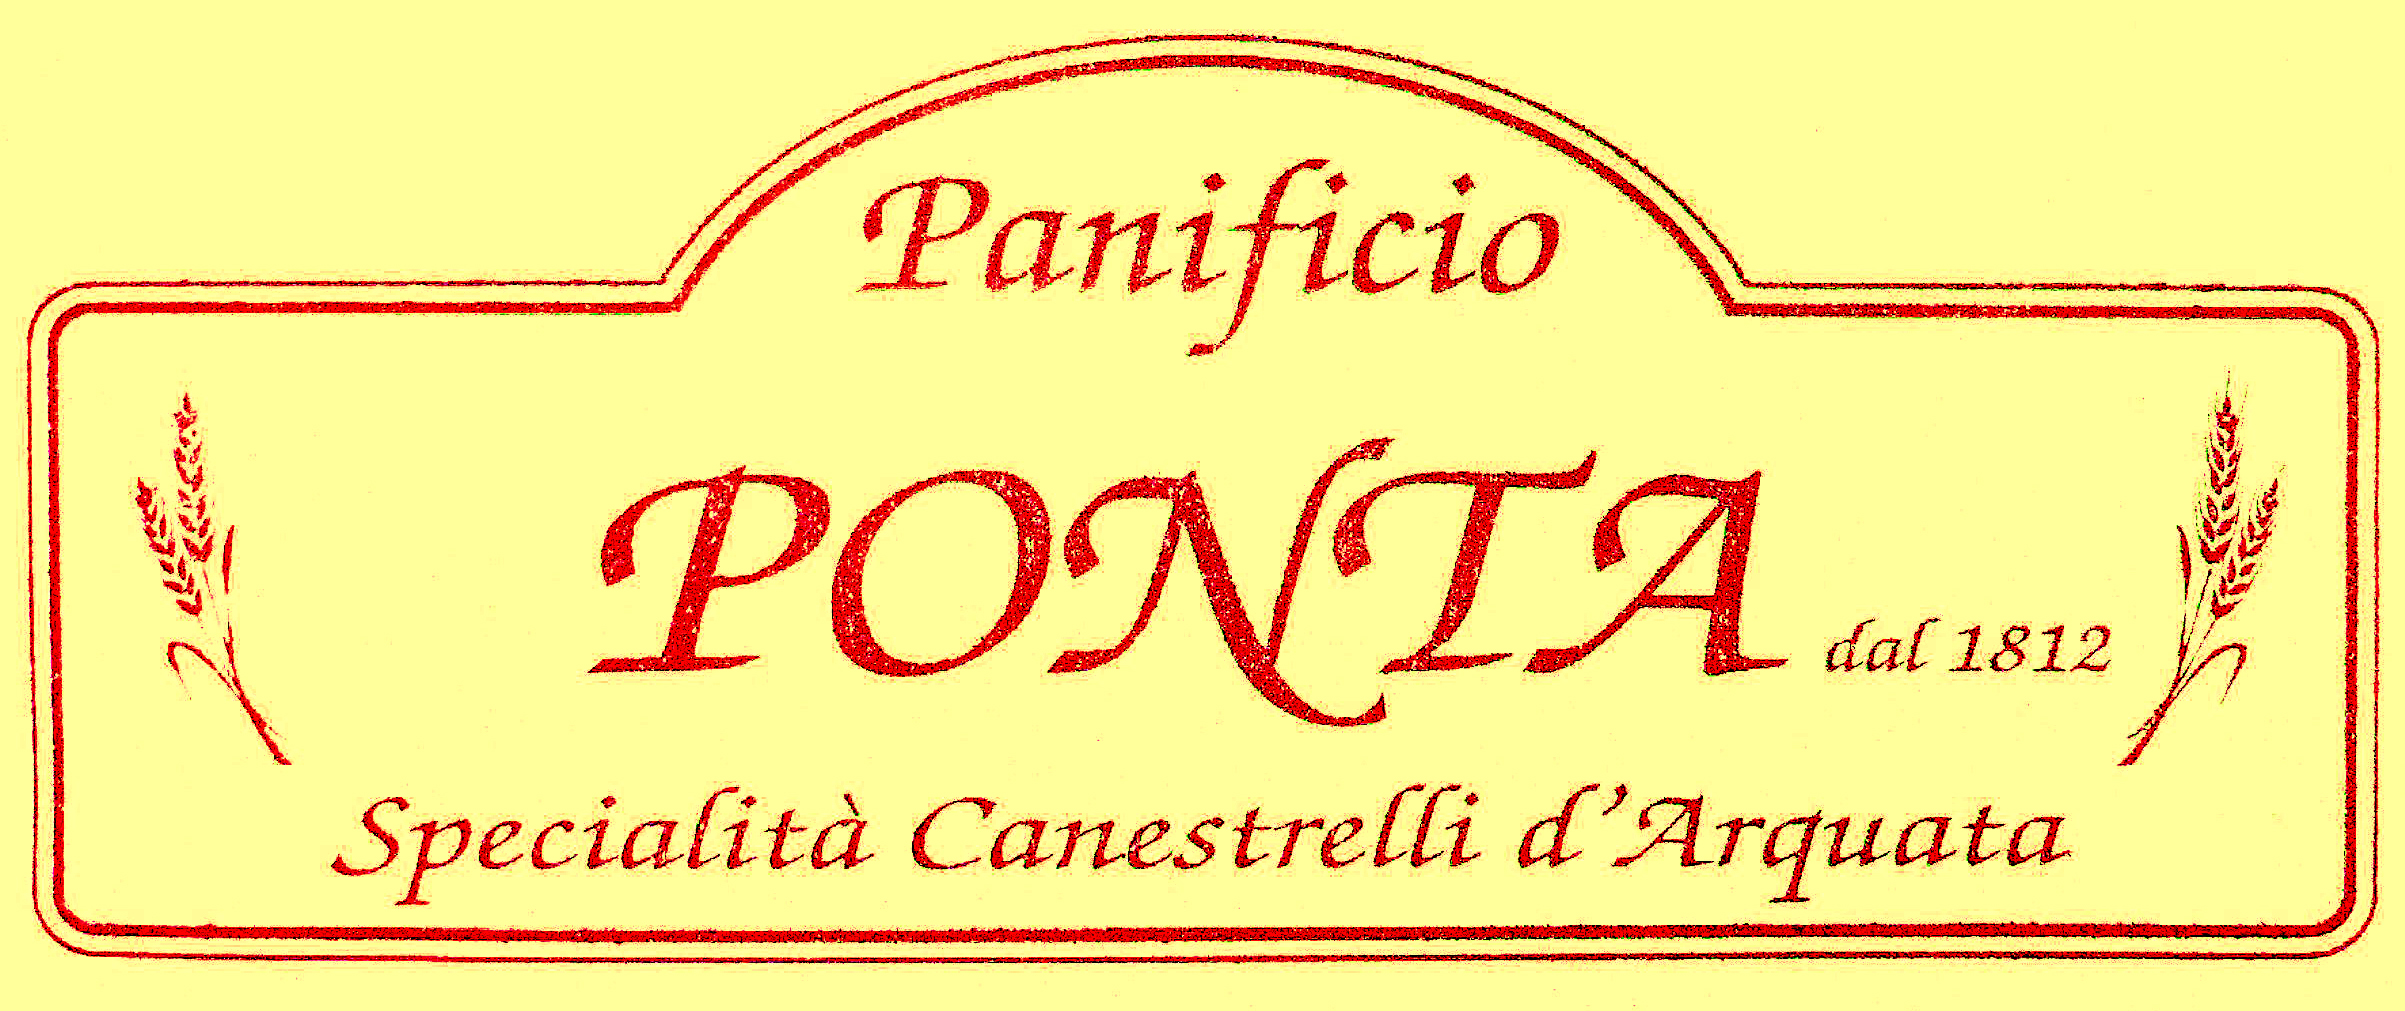 Panificio
PONTA dal 1812
Specialità Canestrelli d'Arquata